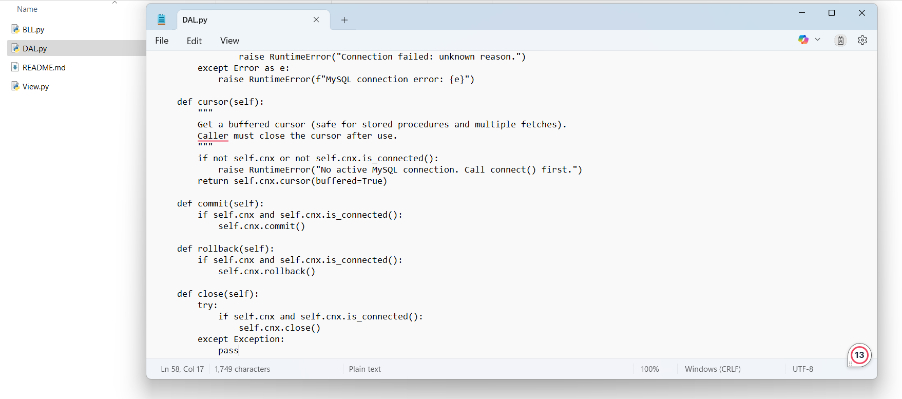 Name
BLL.py
DAL.py
README.md
View.py
DAL.py
File Edit View
                raise RuntimeError("Connection failed: unknown reason.")
        except Error as e:
            raise RuntimeError(f"MySQL connection error: {e}")

    def cursor(self):
        """
        Get a buffered cursor (safe for stored procedures and multiple fetches).
        Caller must close the cursor after use.
        """
        if not self.cnx or not self.cnx.is_connected():
            raise RuntimeError("No active MySQL connection. Call connect() first.")
        return self.cnx.cursor(buffered=True)

    def commit(self):
        if self.cnx and self.cnx.is_connected():
            self.cnx.commit()

    def rollback(self):
        if self.cnx and self.cnx.is_connected():
            self.cnx.rollback()

    def close(self):
        try:
            if self.cnx and self.cnx.is_connected():
                self.cnx.close()
        except Exception:
            pass
13
Ln 58, Col 17 1,749 characters Plain text 100% Windows (CRLF) UTF-8